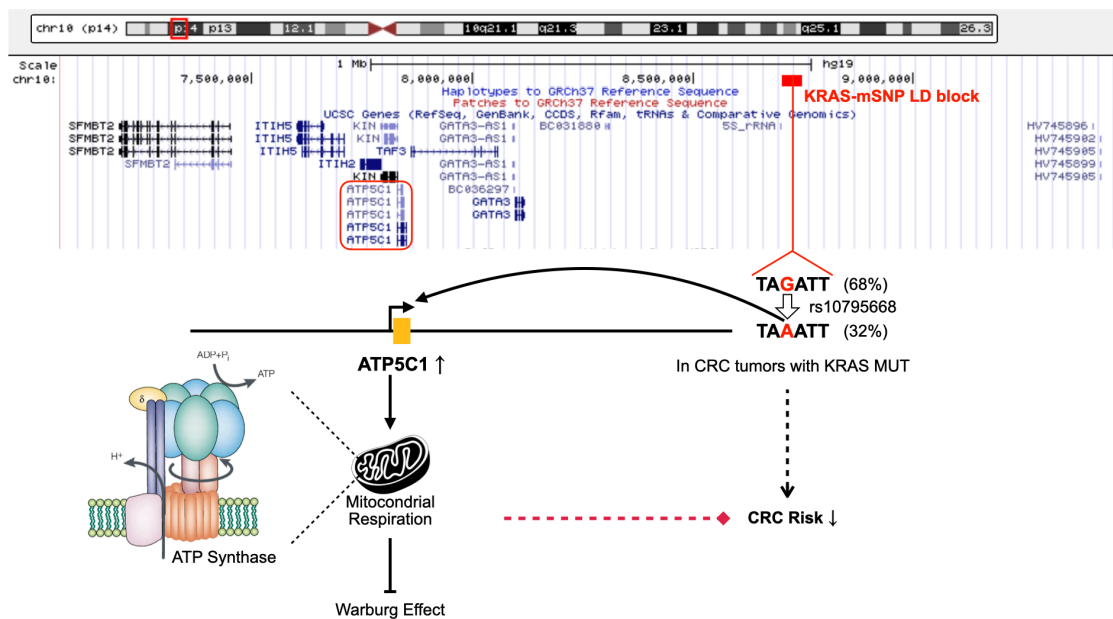 chr10 (p14) p14 p13 12.1 10q21.1 q21.3 23.1 q25.1 26.3
Scale 1 Mb hg19
chr10: 7,500,000 8,000,000 8,500,000 9,000,000
Haplotypes to GRCh37 Reference Sequence
KRAS-mSNP LD block
Patches to GRCh37 Reference Sequence
UCSC Genes (RefSeq, GenBank, CCDS, Rfam, tRNAs & Comparative Genomics)
SFMBT2 ITIH5 KIN GATA3-AS1 BC031880 5S_rRNA HV745896
SFMBT2 ITIH5 KIN GATA3-AS1 HV745902
SFMBT2 ITIH5 TAF3 GATA3-AS1 HV745905
SFMBT2 ITIH2 GATA3-AS1 HV745899
KIN GATA3-AS1 HV745905
ATP5C1 BC036297
ATP5C1 GATA3
ATP5C1 GATA3
ATP5C1
ATP5C1
TAGATT (68%)
rs10795668
TAAATT (32%)
In CRC tumors with KRAS MUT
ATP5C1 ↑
ADP+Pi
ATP
δ
H+
Mitocondrial
Respiration
CRC Risk ↓
ATP Synthase
Warburg Effect